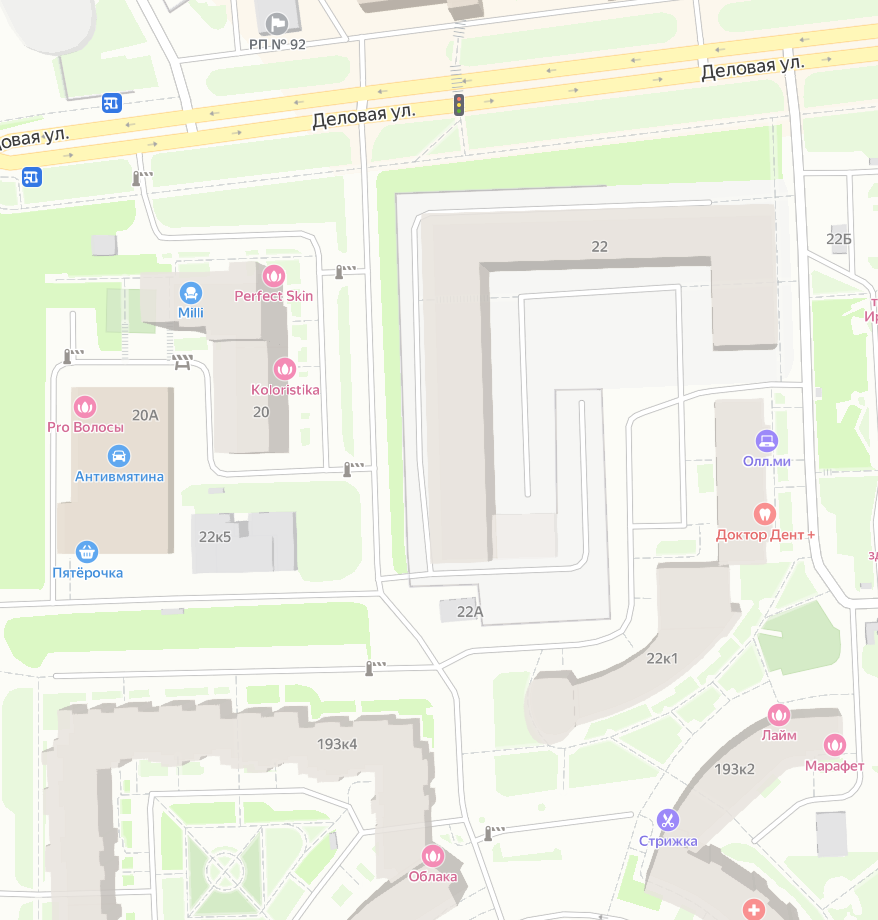 РП № 92
Деловая ул.
Деловая ул.
овая ул.
22
22Б
Perfect Skin
Milli
Koloristika
20
20А
Pro Волосы
Антивмятина
Олл.ми
Доктор Дент +
22к5
Пятёрочка
22А
22к1
193к4
Лайм
Марафет
193к2
Стрижка
Облака